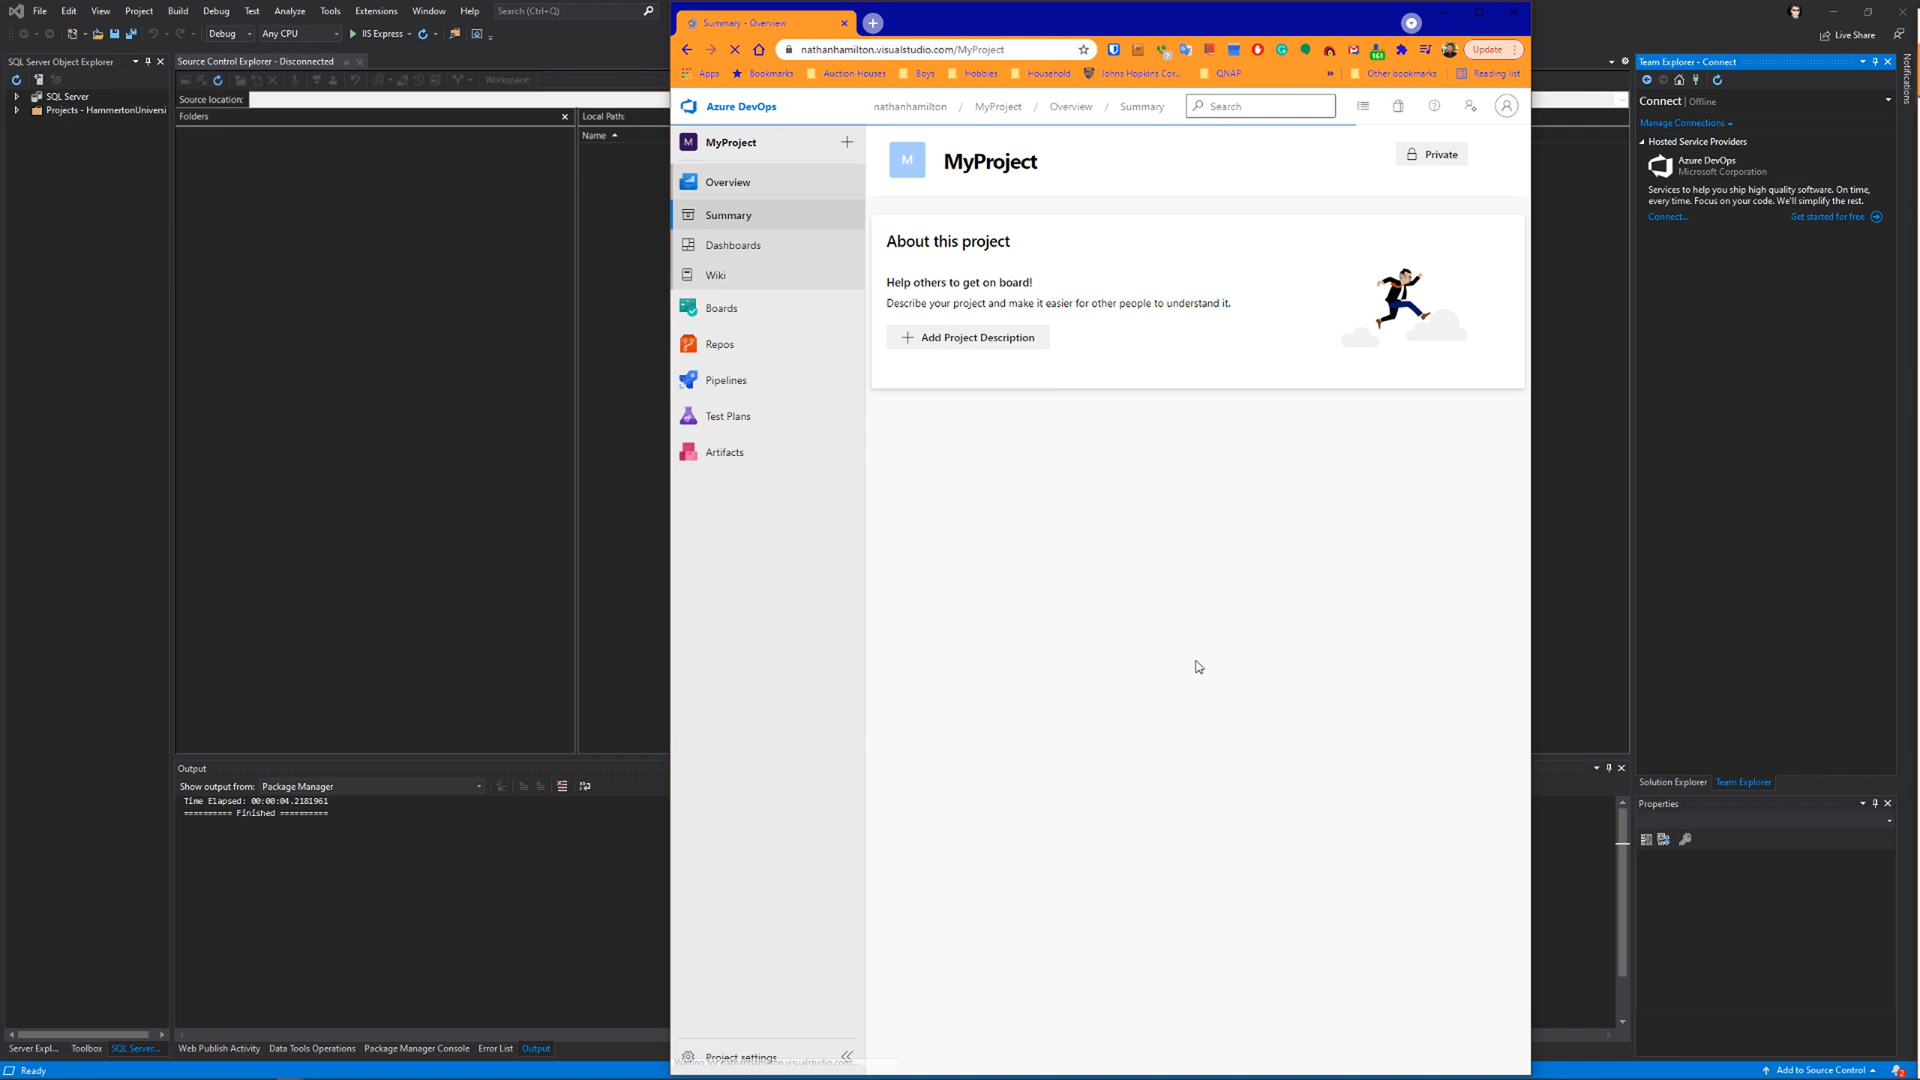 File Edit View Project Build Debug Test Analyze Tools Extensions Window Help Search (Ctrl+Q)
Debug Any CPU IIS Express
Live Share
SQL Server Object Explorer
SQL Server
Projects - HammertonUniversi
Source Control Explorer - Disconnected
Workspace:
Source location:
Folders
Local Path:
Name
Summary - Overview
nathanhamilton.visualstudio.com/MyProject
Update
161
Apps Bookmarks Auction Houses Boys Hobbies Household Johns Hopkins Cor... QNAP » Other bookmarks Reading list
Azure DevOps
nathanhamilton / MyProject / Overview / Summary
Search
M MyProject
Overview
Summary
Dashboards
Wiki
Boards
Repos
Pipelines
Test Plans
Artifacts
Project settings
M MyProject
Private
About this project
Help others to get on board!
Describe your project and make it easier for other people to understand it.
Add Project Description
Team Explorer - Connect
Connect | Offline
Manage Connections
Hosted Service Providers
Azure DevOps
Microsoft Corporation
Services to help you ship high quality software. On time,
every time. Focus on your code. We'll simplify the rest.
Connect...
Get started for free
Notifications
Solution Explorer Team Explorer
Properties
Output
Show output from: Package Manager
Time Elapsed: 00:00:04.2181961
========== Finished ==========
Server Expl... Toolbox SQL Server... Web Publish Activity Data Tools Operations Package Manager Console Error List Output
Ready
Add to Source Control
2